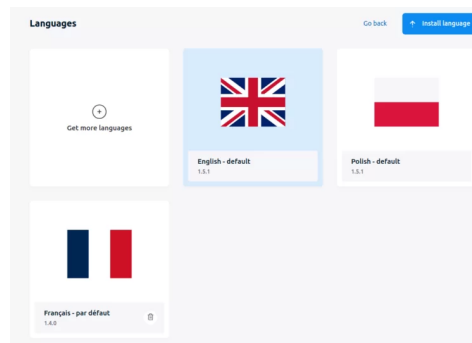 Languages
Go back
Install language
Get more languages
English - default
1.5.1
Polish - default
1.5.1
Français - par défaut
1.4.0